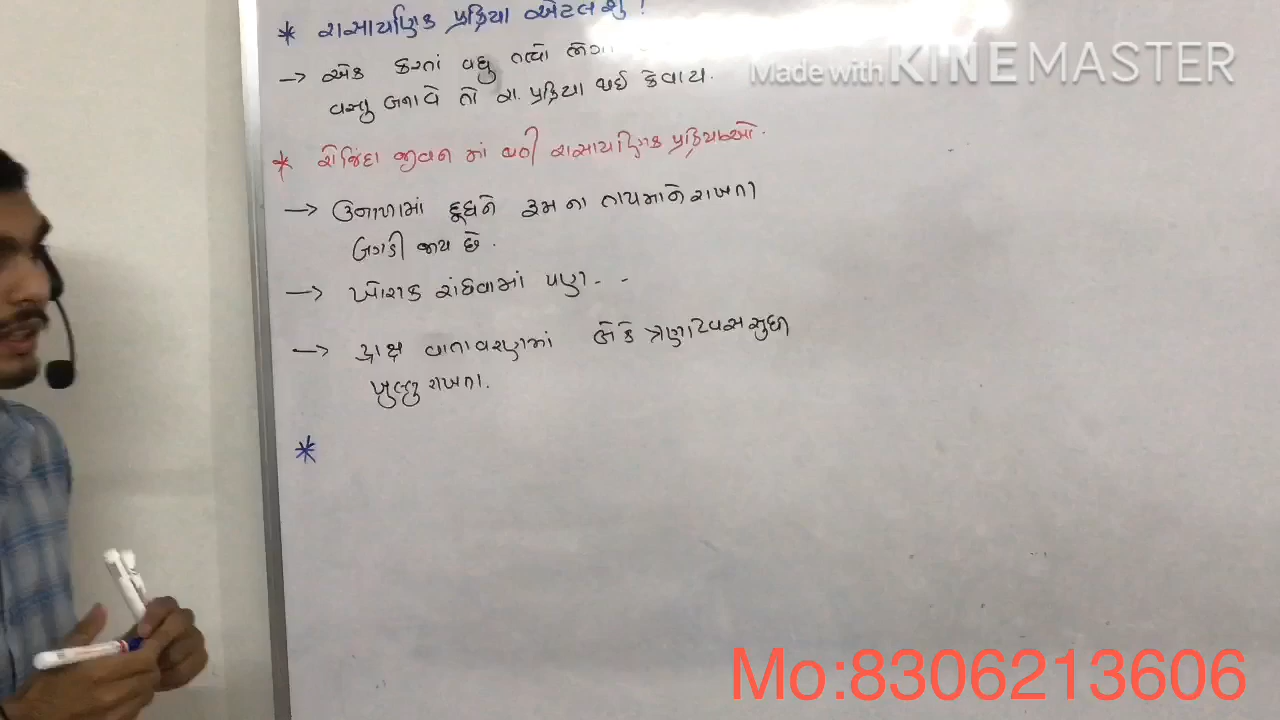 * રાસાયણિક પ્રક્રિયા એટલે શું !
→ એક કરતાં વધુ તત્વો ભેગા
Made with KINEMASTER
વસ્તુ બનાવે તો રા. પ્રક્રિયા થઈ કેવાય.
* રોજિંદા જીવન માં થતી રાસાયણિક પ્રક્રિયાઓ.
→ ઉનાળામાં દૂધને રૂમ ના તાપમાને રાખતા
બગડી જાય છે.
→ ખોરાક રાંધવામાં પણ - -
→ દ્રાક્ષ વાતાવરણમાં બે કે ત્રણ દિવસ સુધી
ખુલ્લુ રાખતા.
*
Mo:8306213606